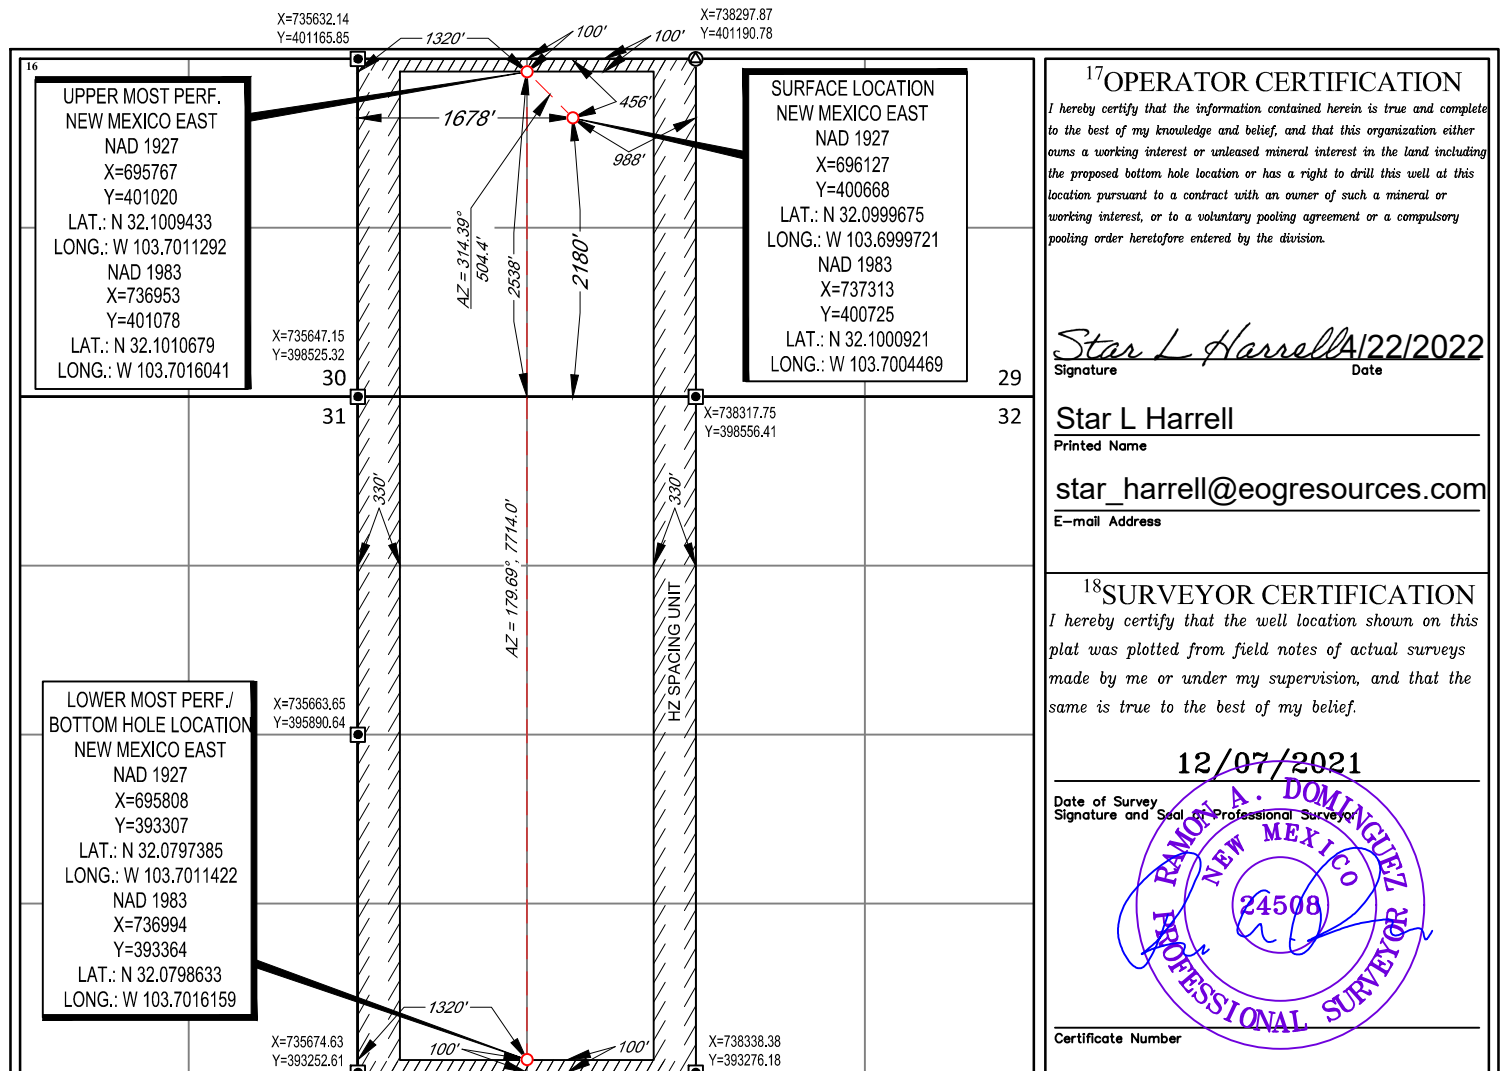 X=735632.14
Y=401165.85
X=738297.87
Y=401190.78
1320'
100'
100'
16
UPPER MOST PERF.
NEW MEXICO EAST
NAD 1927
X=695767
Y=401020
LAT.: N 32.1009433
LONG.: W 103.7011292
NAD 1983
X=736953
Y=401078
LAT.: N 32.1010679
LONG.: W 103.7016041
1678'
456'
988'
AZ = 314.39°
504.4'
2538'
2180'
SURFACE LOCATION
NEW MEXICO EAST
NAD 1927
X=696127
Y=400668
LAT.: N 32.0999675
LONG.: W 103.6999721
NAD 1983
X=737313
Y=400725
LAT.: N 32.1000921
LONG.: W 103.7004469
X=735647.15
Y=398525.32
30
29
31
32
X=738317.75
Y=398556.41
330'
330'
AZ = 179.69°, 7714.0'
HZ SPACING UNIT
LOWER MOST PERF./
BOTTOM HOLE LOCATION
NEW MEXICO EAST
NAD 1927
X=695808
Y=393307
LAT.: N 32.0797385
LONG.: W 103.7011422
NAD 1983
X=736994
Y=393364
LAT.: N 32.0798633
LONG.: W 103.7016159
X=735663.65
Y=395890.64
1320'
100'
100'
X=735674.63
Y=393252.61
X=738338.38
Y=393276.18
17 OPERATOR CERTIFICATION
I hereby certify that the information contained herein is true and complete
to the best of my knowledge and belief, and that this organization either
owns a working interest or unleased mineral interest in the land including
the proposed bottom hole location or has a right to drill this well at this
location pursuant to a contract with an owner of such a mineral or
working interest, or to a voluntary pooling agreement or a compulsory
pooling order heretofore entered by the division.
Star L Harrell 4/22/2022
Signature Date
Star L Harrell
Printed Name
star_harrell@eogresources.com
E-mail Address
18 SURVEYOR CERTIFICATION
I hereby certify that the well location shown on this
plat was plotted from field notes of actual surveys
made by me or under my supervision, and that the
same is true to the best of my belief.
12/07/2021
Date of Survey
Signature and Seal of Professional Surveyor
RAMON A. DOMINGUEZ
NEW MEXICO
24508
PROFESSIONAL SURVEYOR
Certificate Number